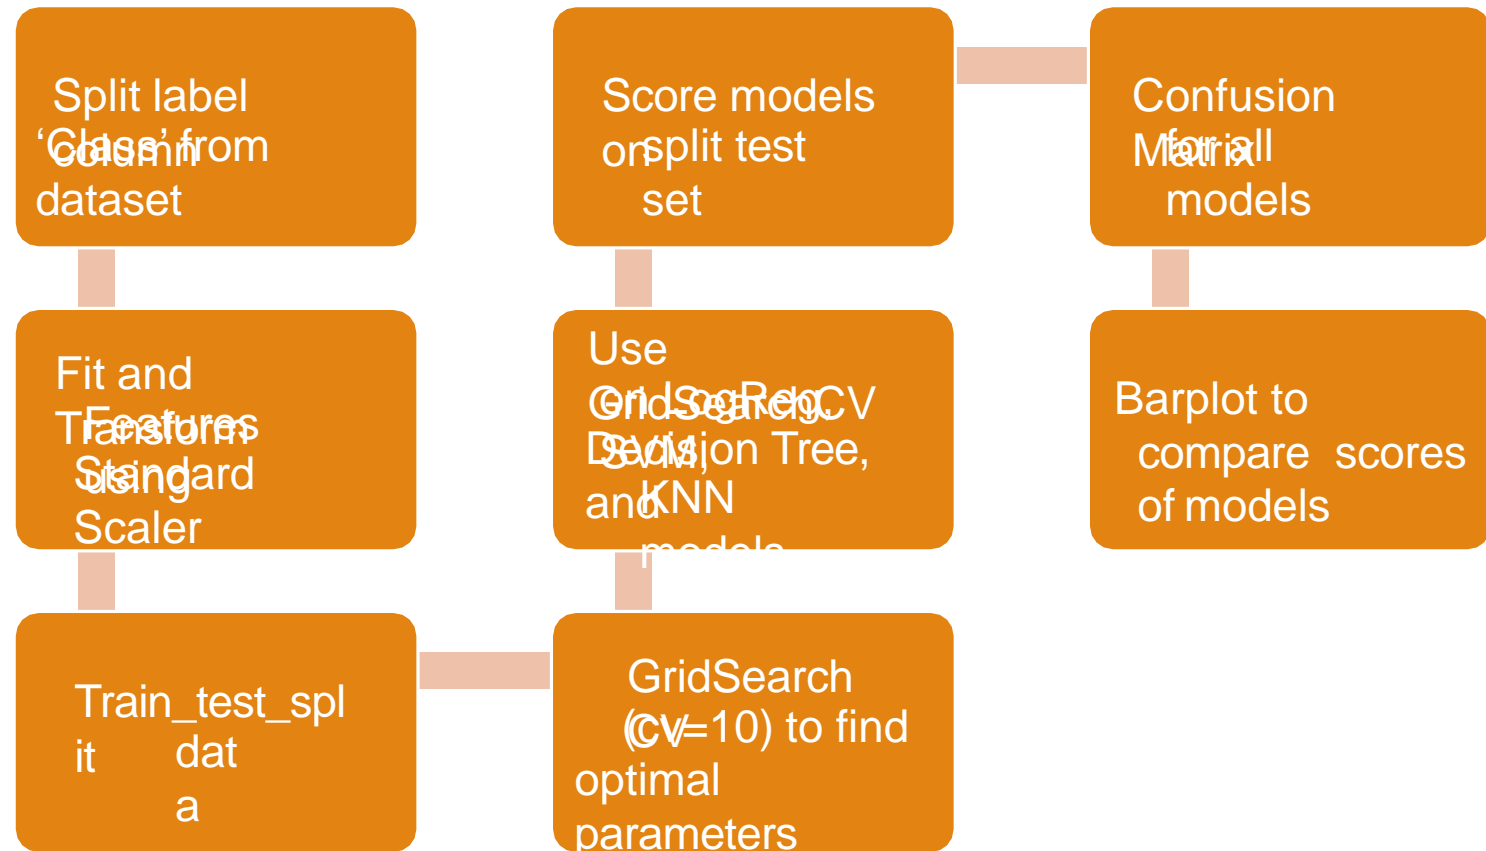 Split label
column
‘Class’ from
dataset
Fit and
Transform
Features
using
Standard
Scaler
Train_test_spl
it
dat
a
GridSearch
CV
(cv=10) to find
optimal
parameters
Use
GridSearchCV
on LogReg,
SVM,
Decision Tree,
and
KNN
models
Score models
on
split test
set
Confusion
Matrix
for all
models
Barplot to
compare scores
of models